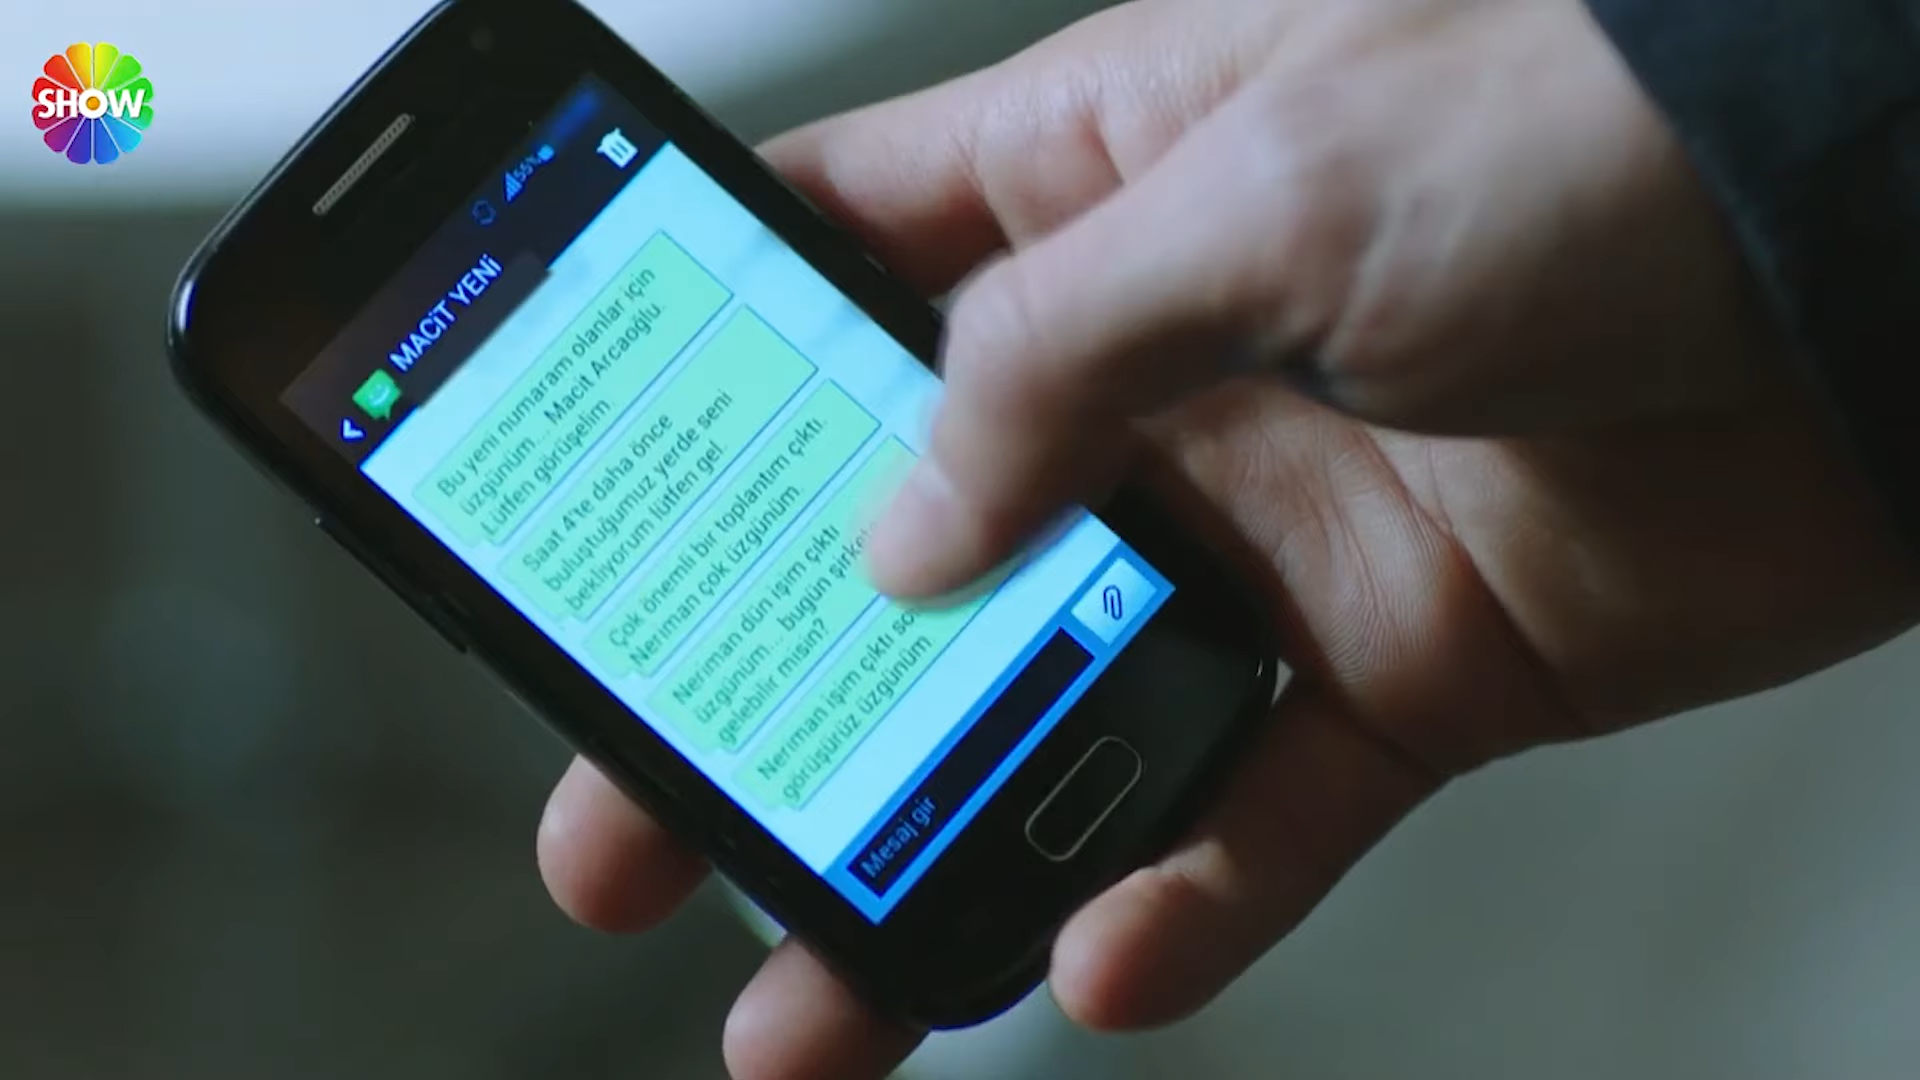 SHOW
55%
MACİT YENİ
Bu yeni numaram olanlar için
üzgünüm... Macit Arcaoğlu.
Lütfen görüşelim.
Saat 4'te daha önce
buluştuğumuz yerde seni
bekliyorum lütfen gel.
Çok önemli bir toplantım çıktı.
Neriman çok üzgünüm.
Neriman dün işim çıktı
üzgünüm... bugün
gelebilir misin?
Neriman işim çıktı
görüşürüz üzgünüm
Mesaj gir